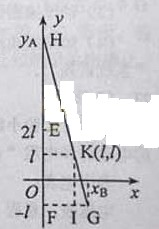 y
y_A H
2l E
l K(l,l)
O x_B x
-l F I G